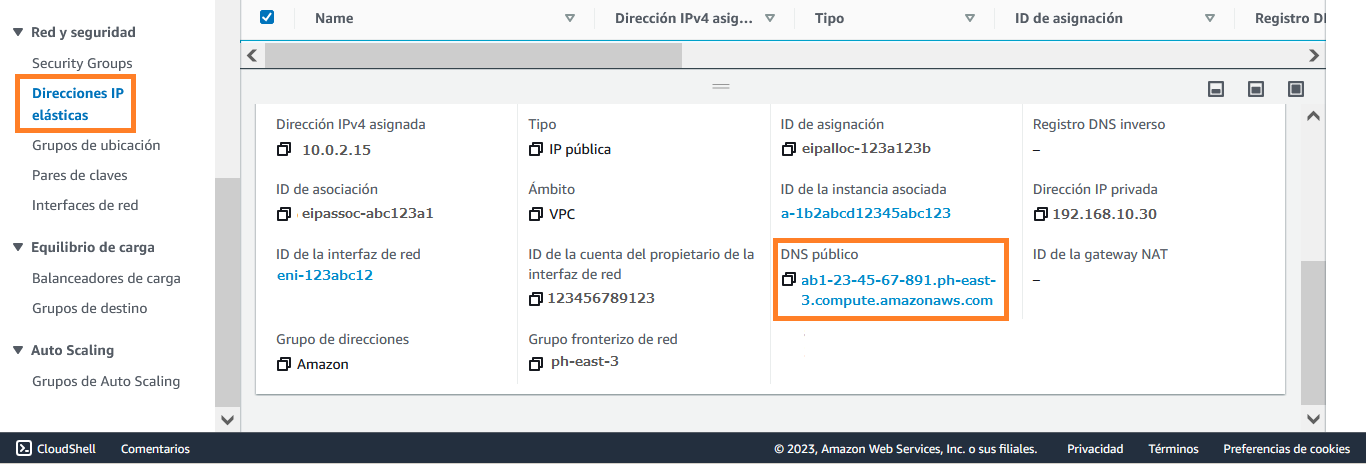 Red y seguridad
Security Groups
Direcciones IP
elásticas
Grupos de ubicación
Pares de claves
Interfaces de red
Equilibrio de carga
Balanceadores de carga
Grupos de destino
Auto Scaling
Grupos de Auto Scaling
Name Dirección IPv4 asig... Tipo ID de asignación Registro DI
Dirección IPv4 asignada Tipo ID de asignación Registro DNS inverso
10.0.2.15 IP pública eipalloc-123a123b –
ID de asociación Ámbito ID de la instancia asociada Dirección IP privada
eipassoc-abc123a1 VPC a-1b2abcd12345abc123 192.168.10.30
ID de la interfaz de red
eni-123abc12
ID de la cuenta del propietario de la
interfaz de red
123456789123
DNS público
ab1-23-45-67-891.ph-east-
3.compute.amazonaws.com
ID de la gateway NAT
–
Grupo de direcciones Grupo fronterizo de red
Amazon ph-east-3
CloudShell Comentarios © 2023, Amazon Web Services, Inc. o sus filiales. Privacidad Términos Preferencias de cookies